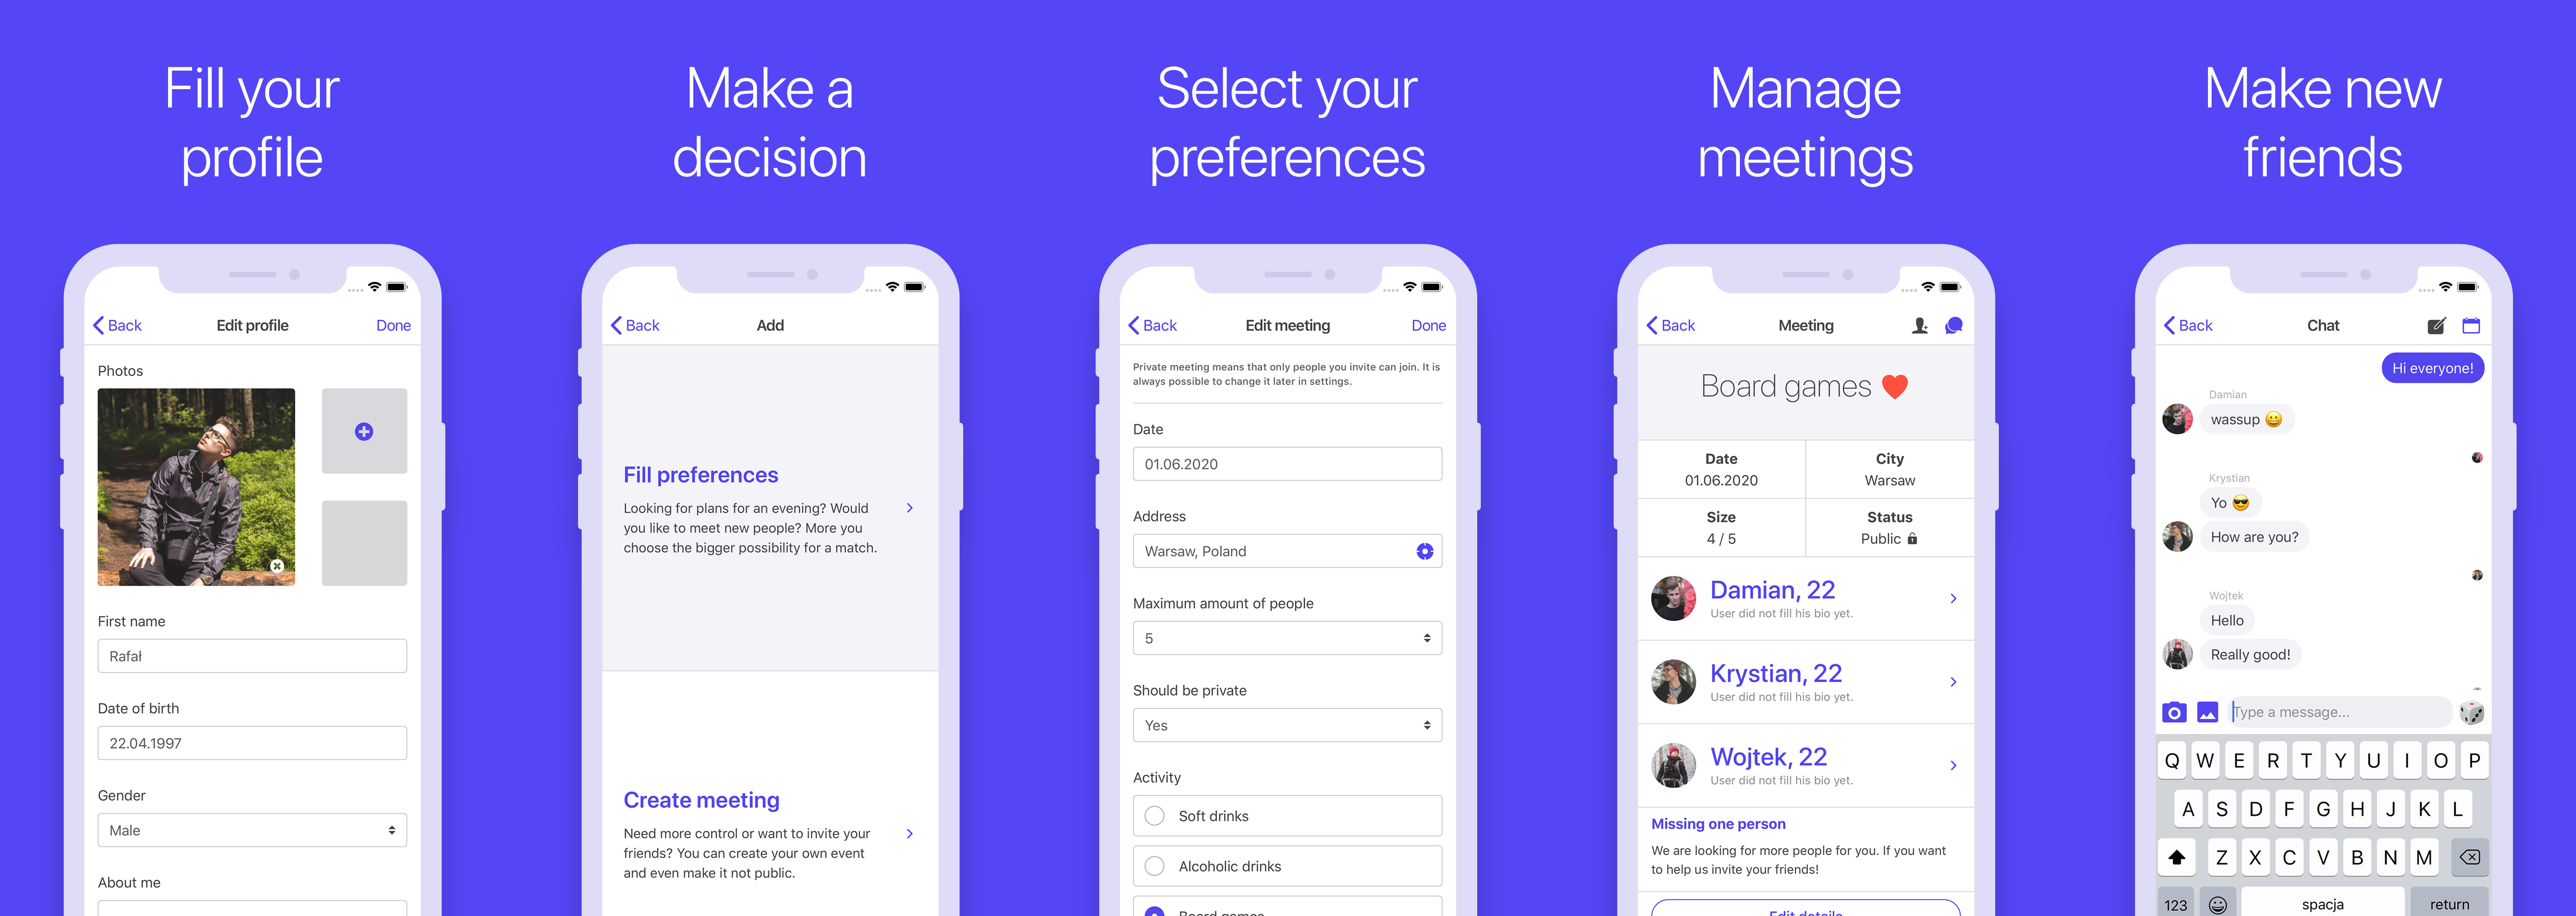 Fill your
profile
Back
Edit profile
Done
Photos
First name
Rafał
Date of birth
22.04.1997
Gender
Male
About me
Make a
decision
Back
Add
Fill preferences
Looking for plans for an evening? Would
you like to meet new people? More you
choose the bigger possibility for a match.
Create meeting
Need more control or want to invite your
friends? You can create your own event
and even make it not public.
Select your
preferences
Back
Edit meeting
Done
Private meeting means that only people you invite can join. It is
always possible to change it later in settings.
Date
01.06.2020
Address
Warsaw, Poland
Maximum amount of people
5
Should be private
Yes
Activity
Soft drinks
Alcoholic drinks
Board games
Manage
meetings
Back
Meeting
Board games ❤️
Date
01.06.2020
City
Warsaw
Size
4 / 5
Status
Public
Damian, 22
User did not fill his bio yet.
Krystian, 22
User did not fill his bio yet.
Wojtek, 22
User did not fill his bio yet.
Missing one person
We are looking for more people for you. If you want
to help us invite your friends!
Edit details
Make new
friends
Back
Chat
Hi everyone!
Damian
wassup 😀
Krystian
Yo 😎
How are you?
Wojtek
Hello
Really good!
Type a message...
Q W E R T Y U I O P
A S D F G H J K L
Z X C V B N M
123 spacja return